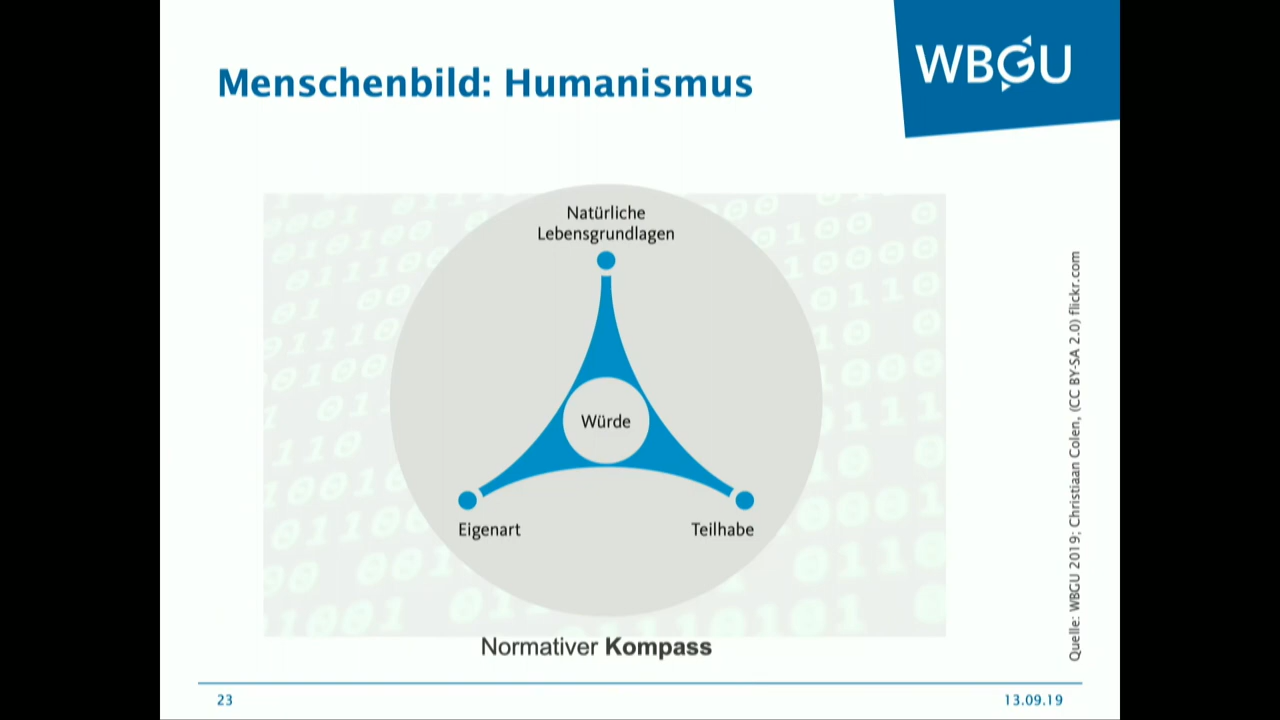 Menschenbild: Humanismus
WBGU
Natürliche
Lebensgrundlagen
Würde
Eigenart
Teilhabe
Normativer Kompass
Quelle: WBGU 2019; Christiaan Colen, (CC BY-SA 2.0) flickr.com
23
13.09.19